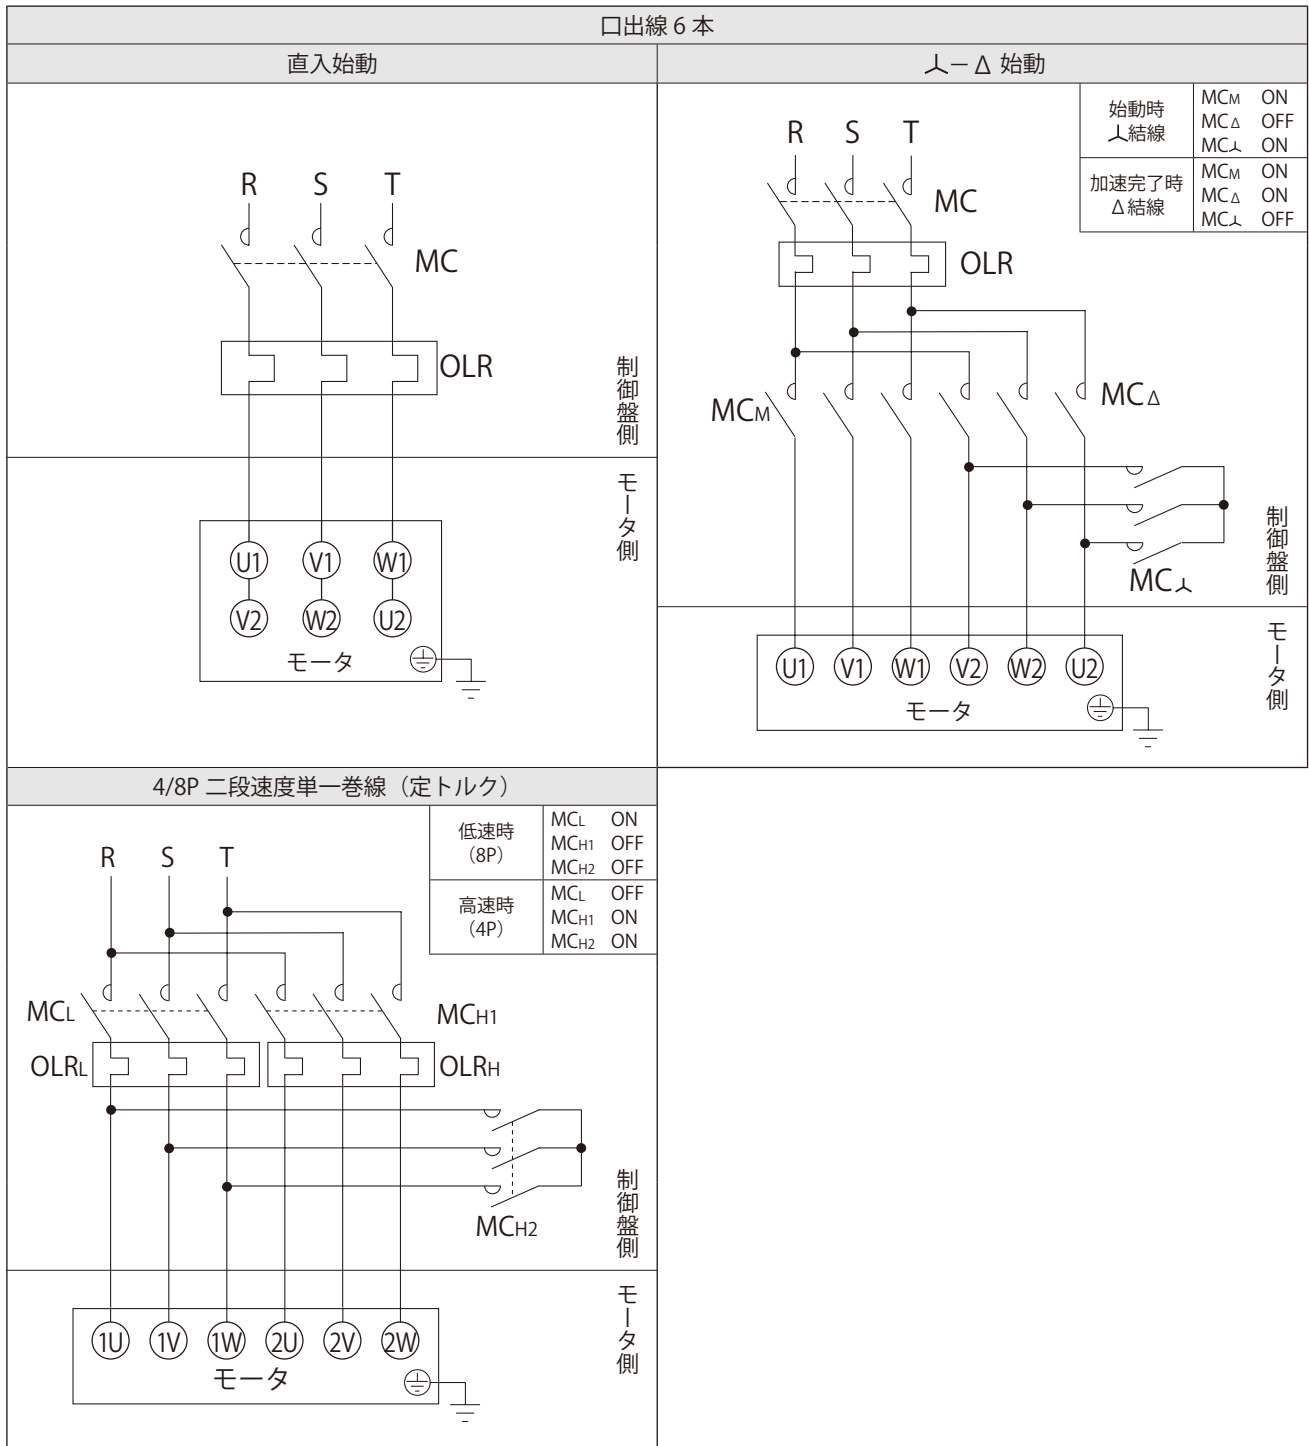 口出線 6 本
直入始動
人ー Δ 始動
R S T
MC
OLR
制御盤側
モータ側
U1 V1 W1
V2 W2 U2
モータ
始動時
人結線
MCM ON
MCΔ OFF
MC人 ON
加速完了時
Δ結線
MCM ON
MCΔ ON
MC人 OFF
R S T
MC
OLR
MCM
MCΔ
MC人
制御盤側
モータ側
U1 V1 W1 V2 W2 U2
モータ
4/8P 二段速度単一巻線（定トルク）
低速時
（8P）
MCL ON
MCH1 OFF
MCH2 OFF
高速時
（4P）
MCL OFF
MCH1 ON
MCH2 ON
R S T
MCL
MCH1
OLRL
OLRH
MCH2
制御盤側
モータ側
1U 1V 1W 2U 2V 2W
モータ